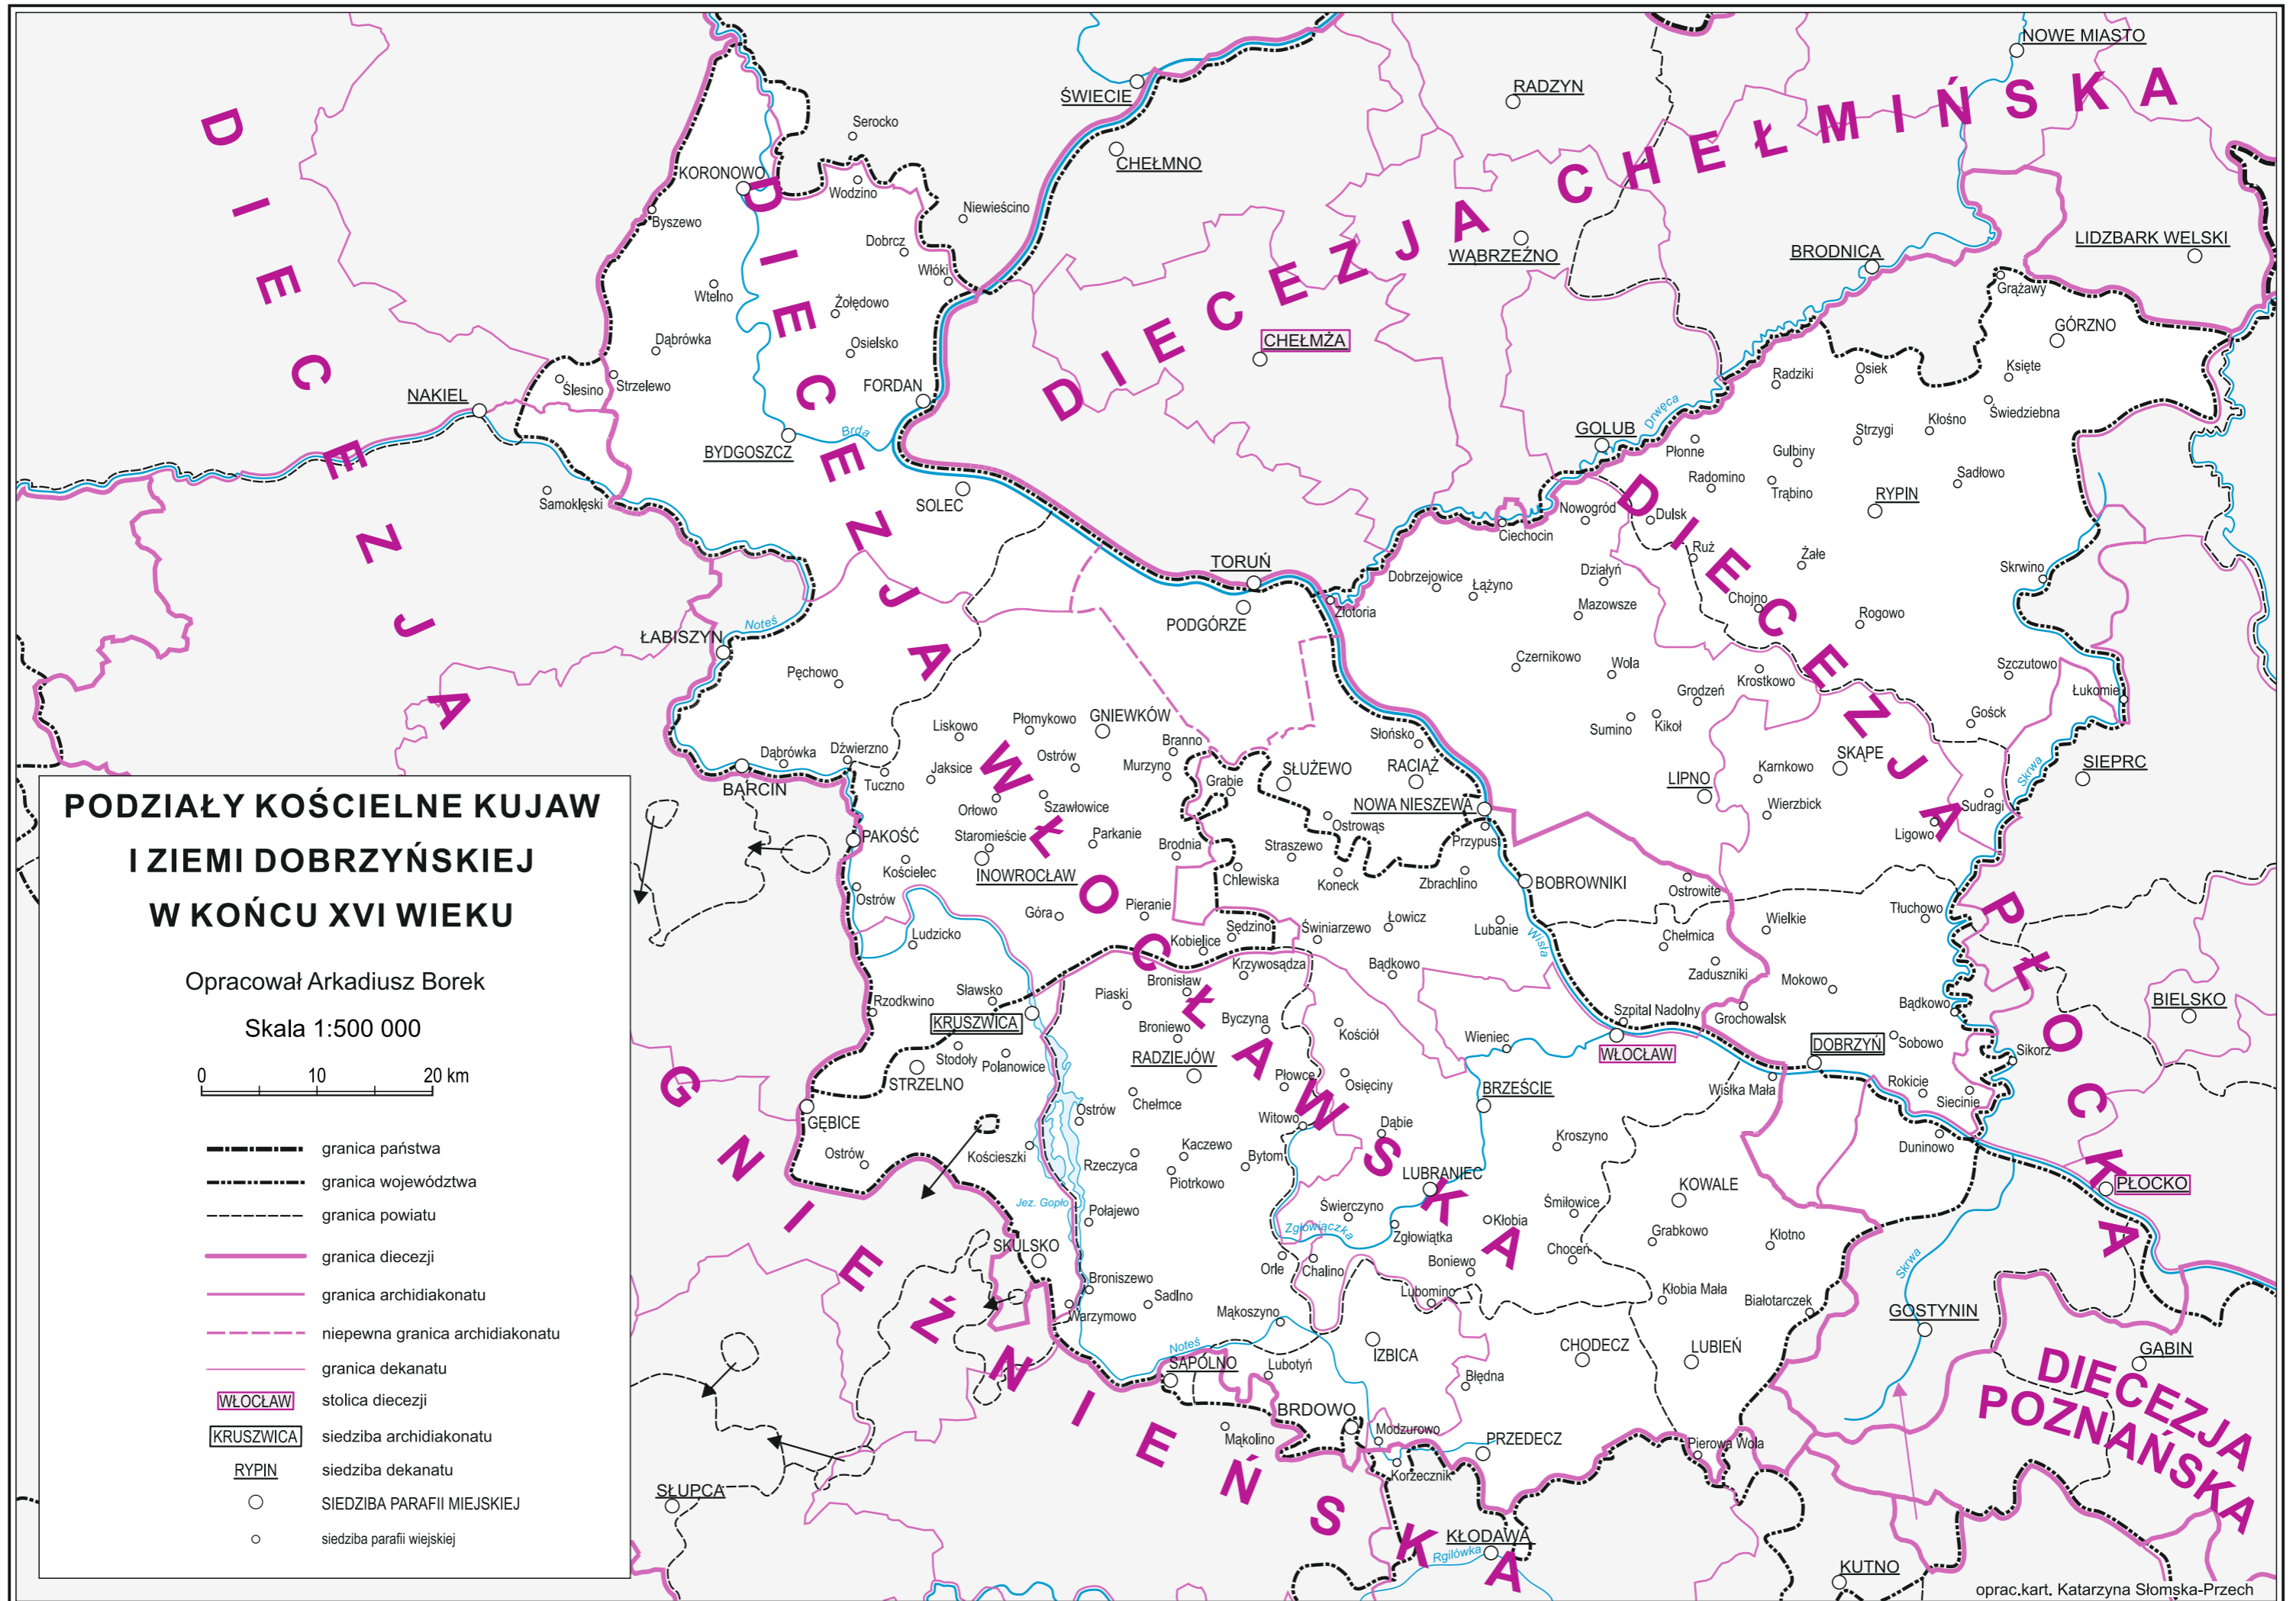 PODZIAŁY KOŚCIELNE KUJAW
I ZIEMI DOBRZYŃSKIEJ
W KOŃCU XVI WIEKU
Opracował Arkadiusz Borek
Skala 1:500 000
0 10 20 km
granica państwa
granica województwa
granica powiatu
granica diecezji
granica archidiakonatu
niepewna granica archidiakonatu
granica dekanatu
WŁOCŁAW stolica diecezji
KRUSZWICA siedziba archidiakonatu
RYPIN siedziba dekanatu
SIEDZIBA PARAFII MIEJSKIEJ
siedziba parafii wiejskiej
DIECEZJA GNIEŹNIEŃSKA
DIECEZJA WŁOCŁAWSKA
DIECEZJA CHEŁMIŃSKA
DIECEZJA PŁOCKA
DIECEZJA
POZNAŃSKA
NOWE MIASTO
ŚWIECIE
RADZYN
CHEŁMNO
Serocko
KORONOWO
Wodzino
Byszewo
Niewieścino
Dobrcz
Włóki
WĄBRZEŹNO
BRODNICA
LIDZBARK WELSKI
Wtelno
Żołędowo
Grążawy
GÓRZNO
Dąbrówka
Osielsko
CHEŁMŻA
Ślesino
Strzelewo
FORDAN
Radziki
Osiek
Księte
NAKIEL
Świedziebna
BYDGOSZCZ
Brda
GOLUB
Drwęca
Płonne
Strzygi
Kłośno
Gulbiny
Samoklęski
SOLEC
Radomino
Trąbino
RYPIN
Sadłowo
Nowogród
Dulsk
Ciechocin
Ruż
Żałe
TORUŃ
Dobrzejowice
Łążyno
Działyń
Skrwino
PODGÓRZE
Złotoria
Mazowsze
Chojno
Rogowo
ŁABISZYN
Noteś
Pęchowo
Czernikowo
Wola
Krostkowo
Szczutowo
Grodzeń
Łukomie
Liskowo
Płomykowo
GNIEWKÓW
Branno
Słońsko
Sumino
Kikoł
Gośck
Dąbrówka
Dźwierzno
Tuczno
Jaksice
Ostrów
Murzyno
Grabie
SŁUŻEWO
RACIĄŻ
SKĄPE
SIEPRC
BARCIN
Orłowo
Szawłowice
NOWA NIESZEWA
LIPNO
Karnkowo
Wierzbick
Sudragi
Skrwa
PAKOŚĆ
Staromieście
Parkanie
Brodnia
Ostrowąs
Straszewo
Przypust
Ligowo
Kościelec
INOWROCŁAW
Chlewiska
Koneck
Zbrachlino
BOBROWNIKI
Ostrowite
Ostrów
Góra
Pieranie
Łowicz
Lubanie
Wielkie
Tłuchowo
Ludzicko
Kobielice
Sędzino
Świniarzewo
Wisła
Chełmica
Krzywosądza
Bądkowo
Zaduszniki
Mokowo
Rzodkwino
Sławsko
Piaski
Bronisław
Bądkowo
BIELSKO
KRUSZWICA
Byczyna
Kościół
Szpital Nadolny
Grochowalsk
Broniewo
Wieniec
WŁOCŁAW
DOBRZYŃ
Sobowo
Stodoły
Polanowice
RADZIEJÓW
Sikorz
STRZELNO
Płowce
Osięciny
BRZEŚCIE
Wiśka Mała
Rokicie
Siecinie
GĘBICE
Ostrów
Chełmce
Witowo
Dąbie
Kościeszki
Ostrów
Kaczewo
Kroszyno
Duninowo
Rzeczyca
Piotrkowo
Bytom
LUBRANIEC
KOWALE
PŁOCKO
Jez. Gopło
Połajewo
Świerczyno
Zgłowiączka
Zgłowiątka
Kłobia
Śmiłowice
Grabkowo
Kłotno
SKULSKO
Orle
Chalino
Boniewo
Choceń
Skrwa
Broniszewo
Sadlno
Lubomino
Kłobia Mała
Białotarczek
GOSTYNIN
Warzymowo
Mąkoszyno
Noteś
SĄPÓLNO
Lubotyń
IZBICA
CHODECZ
LUBIEŃ
GĄBIN
Błędna
BRDOWO
Mąkolino
Modzurowo
PRZEDECZ
Pierowa Wola
Korzecznik
SŁUPCA
KŁODAWA
Rgilówka
KUTNO
oprac.kart. Katarzyna Słomska-Przech